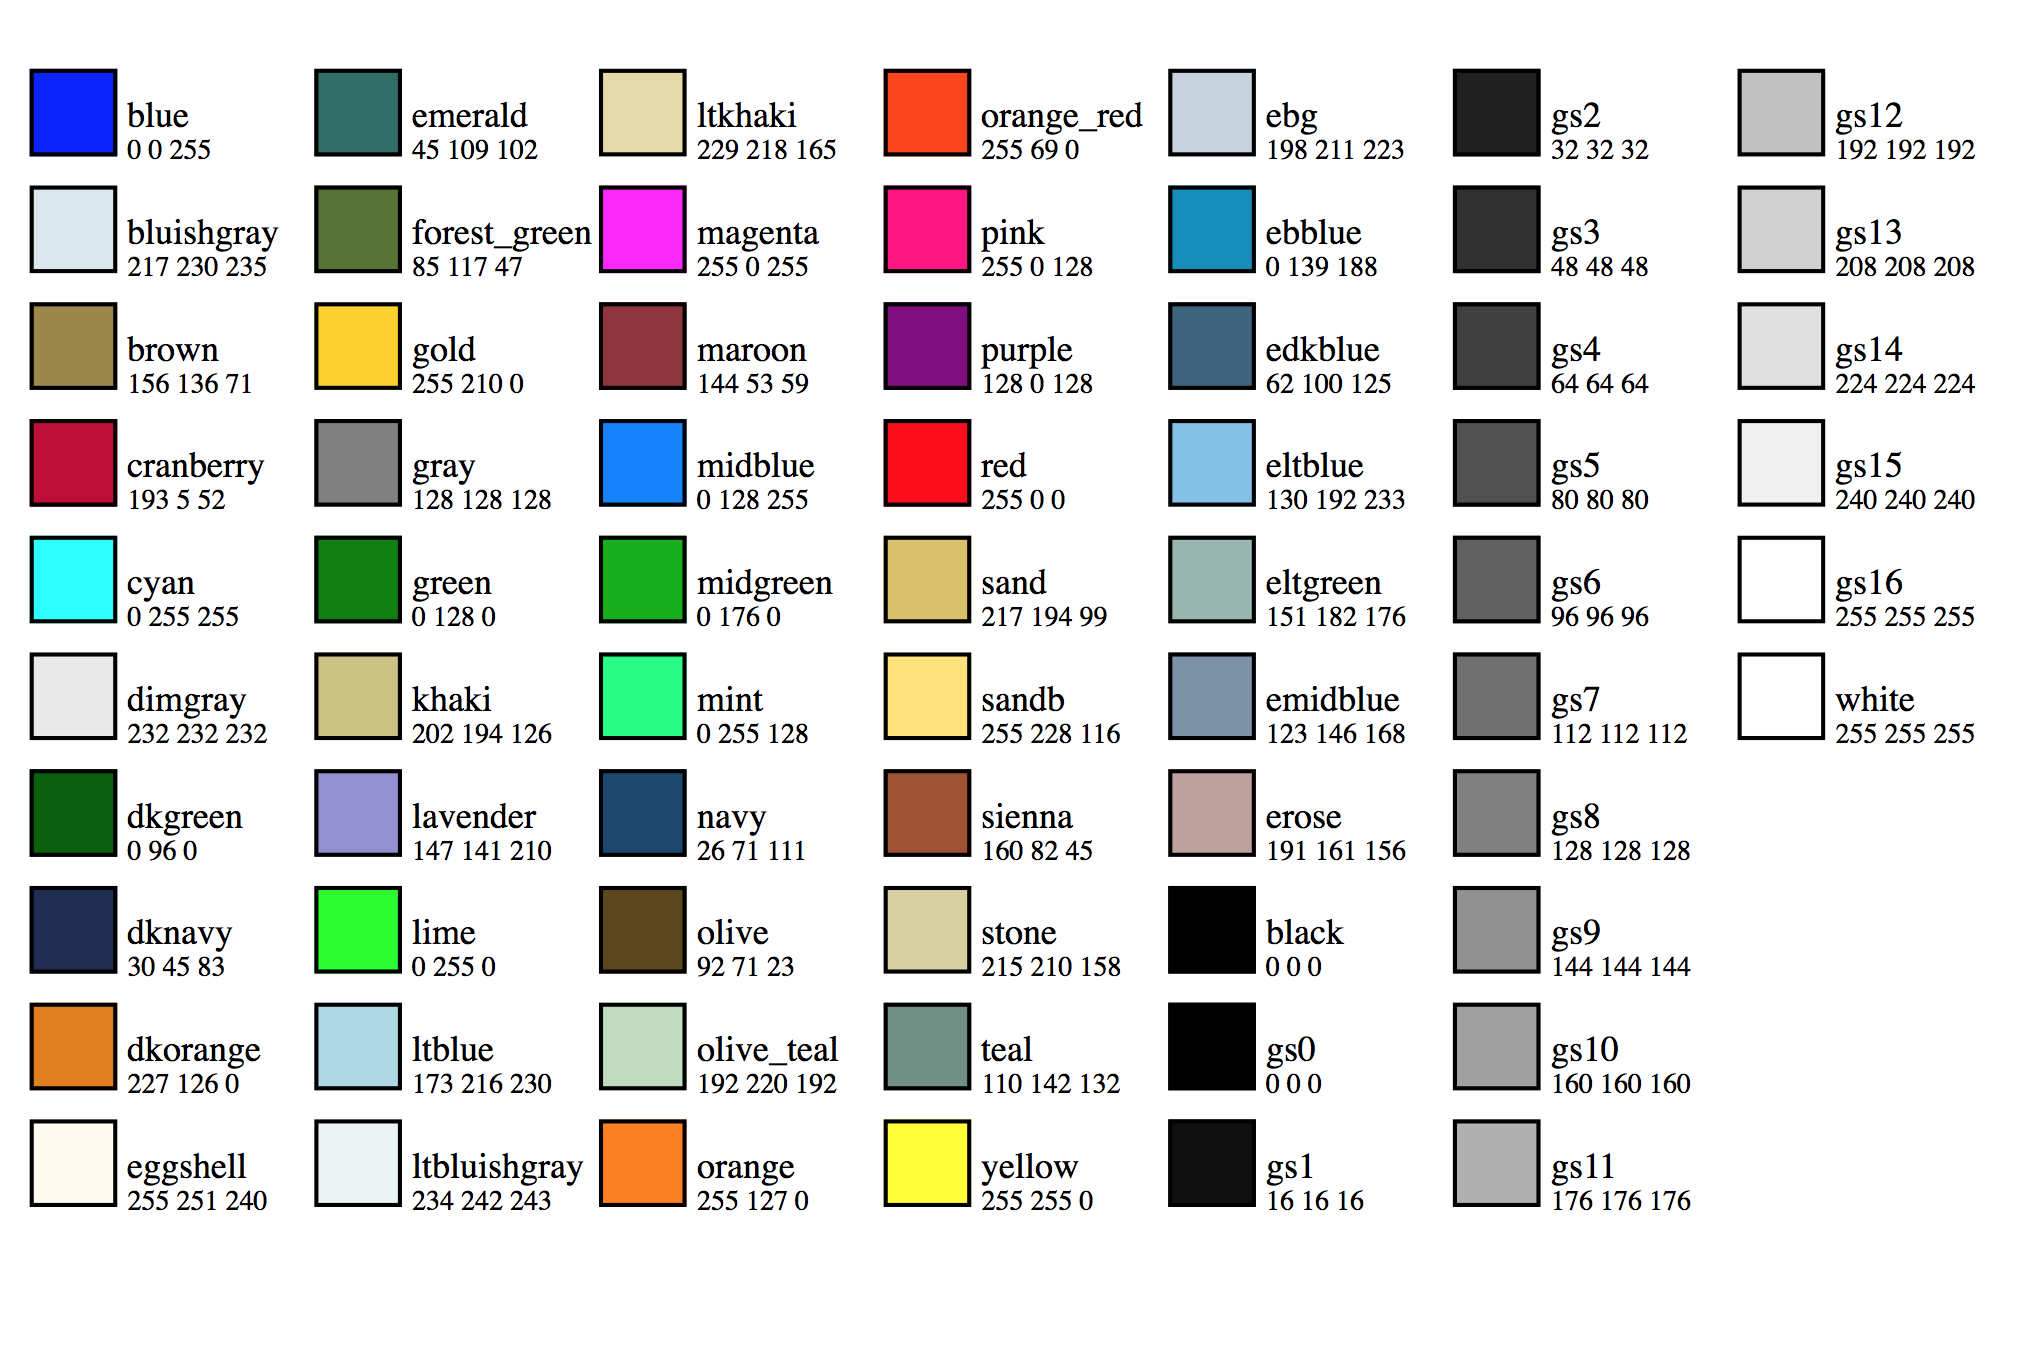 blue
0 0 255
bluishgray
217 230 235
brown
156 136 71
cranberry
193 5 52
cyan
0 255 255
dimgray
232 232 232
dkgreen
0 96 0
dknavy
30 45 83
dkorange
227 126 0
eggshell
255 251 240
emerald
45 109 102
forest_green
85 117 47
gold
255 210 0
gray
128 128 128
green
0 128 0
khaki
202 194 126
lavender
147 141 210
lime
0 255 0
ltblue
173 216 230
ltbluishgray
234 242 243
ltkhaki
229 218 165
magenta
255 0 255
maroon
144 53 59
midblue
0 128 255
midgreen
0 176 0
mint
0 255 128
navy
26 71 111
olive
92 71 23
olive_teal
192 220 192
orange
255 127 0
orange_red
255 69 0
pink
255 0 128
purple
128 0 128
red
255 0 0
sand
217 194 99
sandb
255 228 116
sienna
160 82 45
stone
215 210 158
teal
110 142 132
yellow
255 255 0
ebg
198 211 223
ebblue
0 139 188
edkblue
62 100 125
eltblue
130 192 233
eltgreen
151 182 176
emidblue
123 146 168
erose
191 161 156
black
0 0 0
gs0
0 0 0
gs1
16 16 16
gs2
32 32 32
gs3
48 48 48
gs4
64 64 64
gs5
80 80 80
gs6
96 96 96
gs7
112 112 112
gs8
128 128 128
gs9
144 144 144
gs10
160 160 160
gs11
176 176 176
gs12
192 192 192
gs13
208 208 208
gs14
224 224 224
gs15
240 240 240
gs16
255 255 255
white
255 255 255